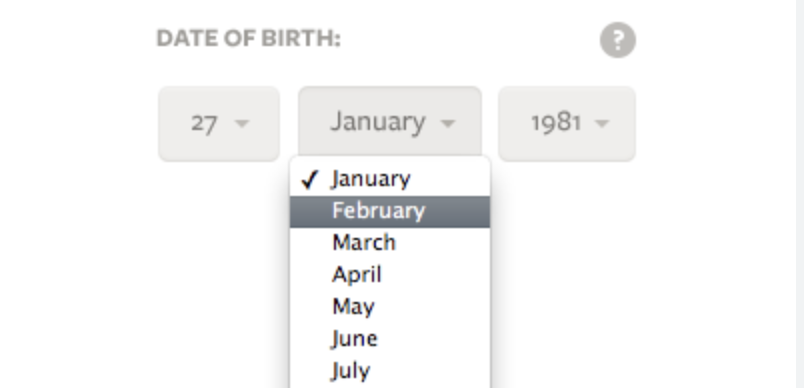 DATE OF BIRTH: ?
27 January 1981
✓ January
February
March
April
May
June
July